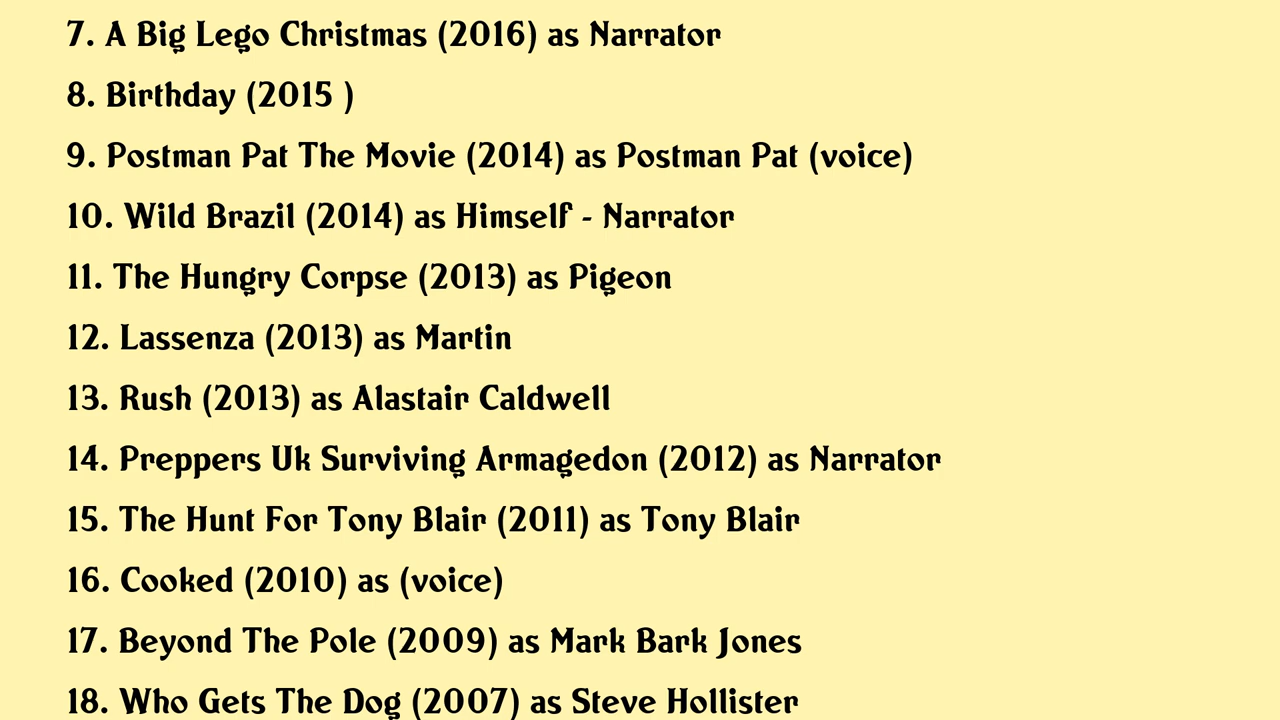 7. A Big Lego Christmas (2016) as Narrator
8. Birthday (2015 )
9. Postman Pat The Movie (2014) as Postman Pat (voice)
10. Wild Brazil (2014) as Himself - Narrator
11. The Hungry Corpse (2013) as Pigeon
12. Lassenza (2013) as Martin
13. Rush (2013) as Alastair Caldwell
14. Preppers Uk Surviving Armagedon (2012) as Narrator
15. The Hunt For Tony Blair (2011) as Tony Blair
16. Cooked (2010) as (voice)
17. Beyond The Pole (2009) as Mark Bark Jones
18. Who Gets The Dog (2007) as Steve Hollister